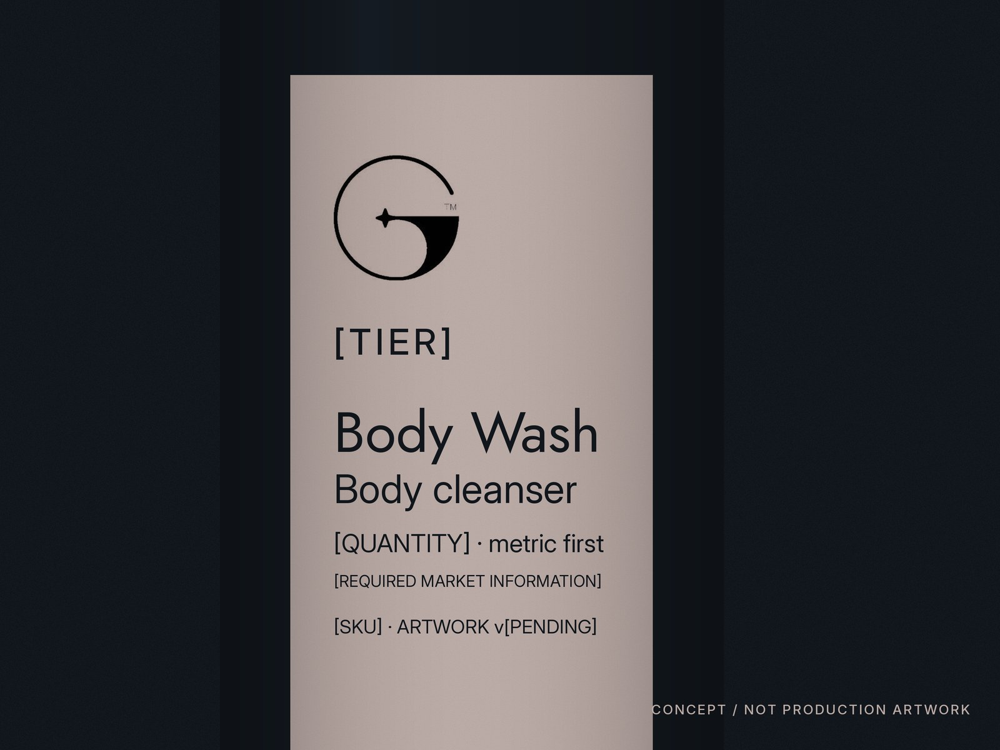 TM
[TIER]
Body Wash
Body cleanser
[QUANTITY] · metric first
[REQUIRED MARKET INFORMATION]
[SKU] · ARTWORK v[PENDING]
CONCEPT / NOT PRODUCTION ARTWORK